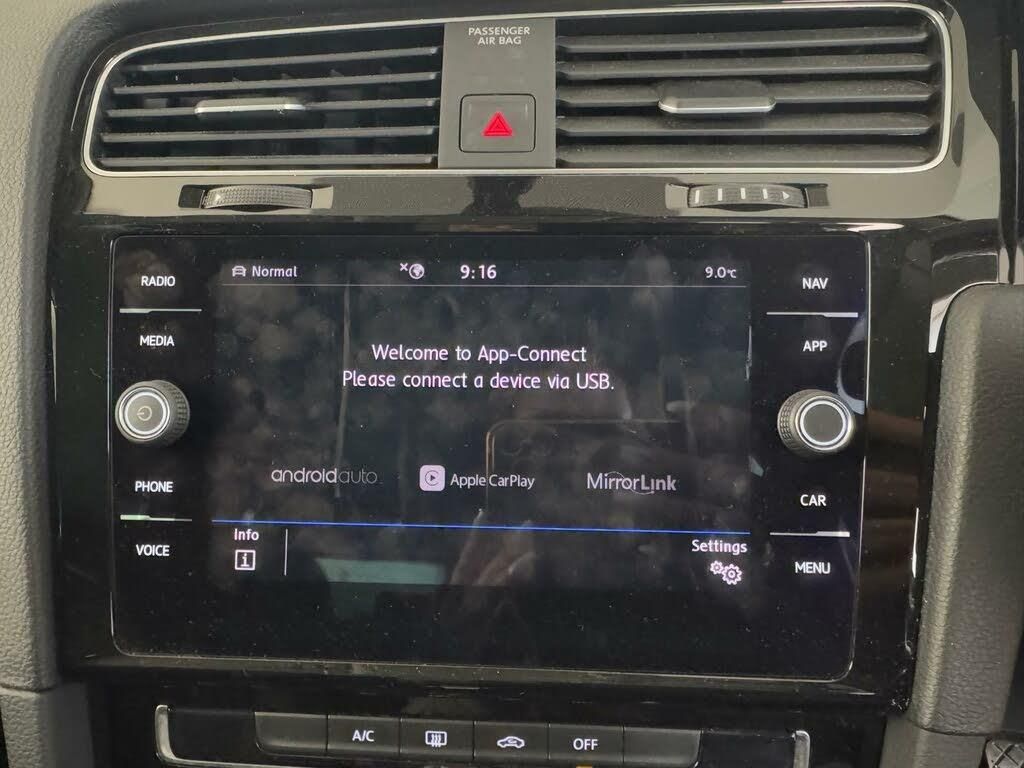 PASSENGER
AIR BAG
RADIO
MEDIA
PHONE
VOICE
Normal
9:16
9.0°C
Welcome to App-Connect
Please connect a device via USB.
androidauto
Apple CarPlay
MirrorLink
Info
i
Settings
NAV
APP
CAR
MENU
A/C
OFF